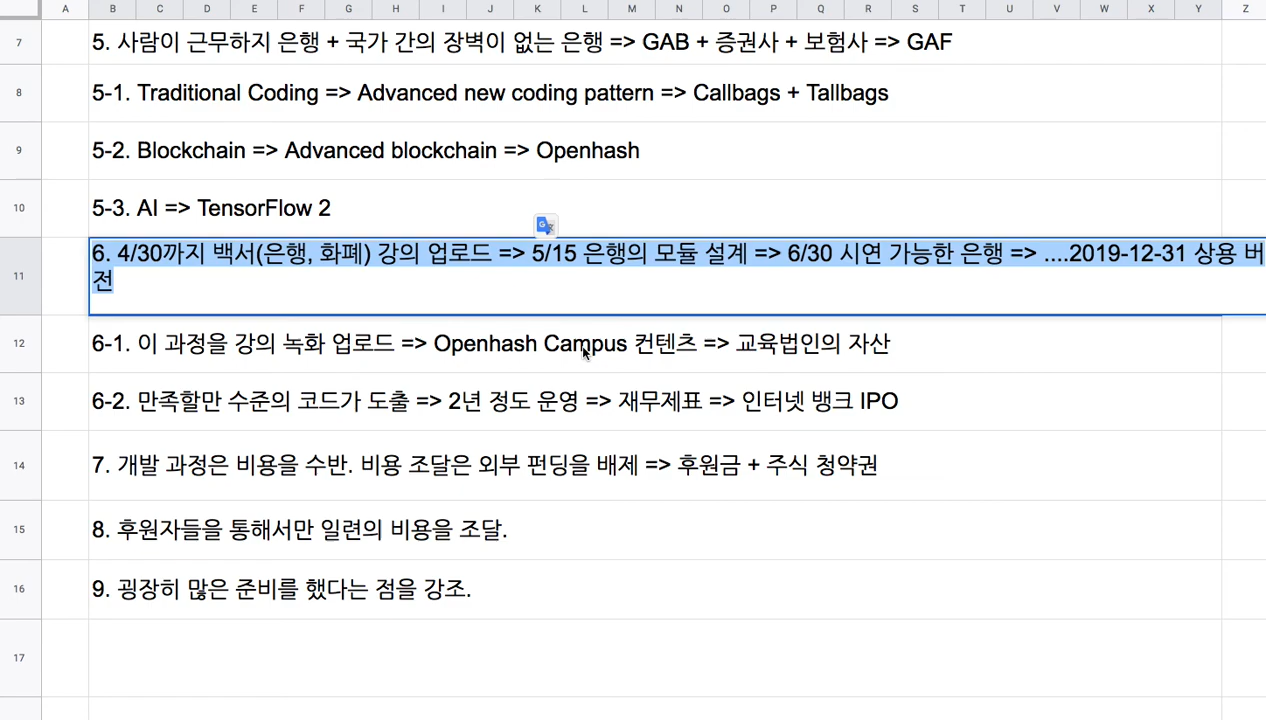 A B C D E F G H I J K L M N O P Q R S T U V W X Y Z
7 5. 사람이 근무하지 은행 + 국가 간의 장벽이 없는 은행 => GAB + 증권사 + 보험사 => GAF
8 5-1. Traditional Coding => Advanced new coding pattern => Callbags + Tallbags
9 5-2. Blockchain => Advanced blockchain => Openhash
10 5-3. AI => TensorFlow 2
11 6. 4/30까지 백서(은행, 화폐) 강의 업로드 => 5/15 은행의 모듈 설계 => 6/30 시연 가능한 은행 => ....2019-12-31 상용 버
전
12 6-1. 이 과정을 강의 녹화 업로드 => Openhash Campus 컨텐츠 => 교육법인의 자산
13 6-2. 만족할만 수준의 코드가 도출 => 2년 정도 운영 => 재무제표 => 인터넷 뱅크 IPO
14 7. 개발 과정은 비용을 수반. 비용 조달은 외부 펀딩을 배제 => 후원금 + 주식 청약권
15 8. 후원자들을 통해서만 일련의 비용을 조달.
16 9. 굉장히 많은 준비를 했다는 점을 강조.
17